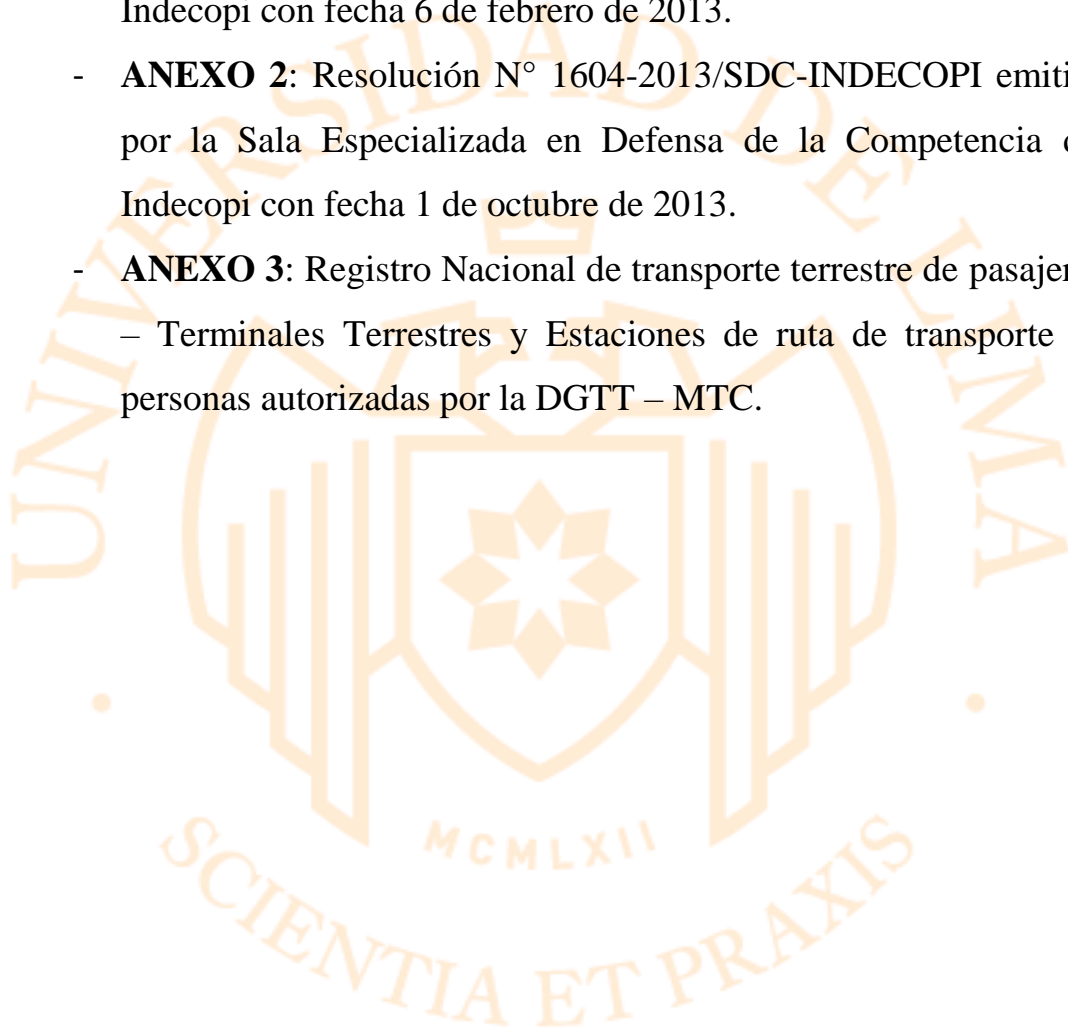 Indecopi con fecha 6 de febrero de 2013.
- ANEXO 2: Resolución N° 1604-2013/SDC-INDECOPI emiti
por la Sala Especializada en Defensa de la Competencia
Indecopi con fecha 1 de octubre de 2013.
- ANEXO 3: Registro Nacional de transporte terrestre de pasajer
– Terminales Terrestres y Estaciones de ruta de transporte
personas autorizadas por la DGTT – MTC.
UNIVERSIDAD DE LIMA
MCMLXII
SCIENTIA ET PRAXIS